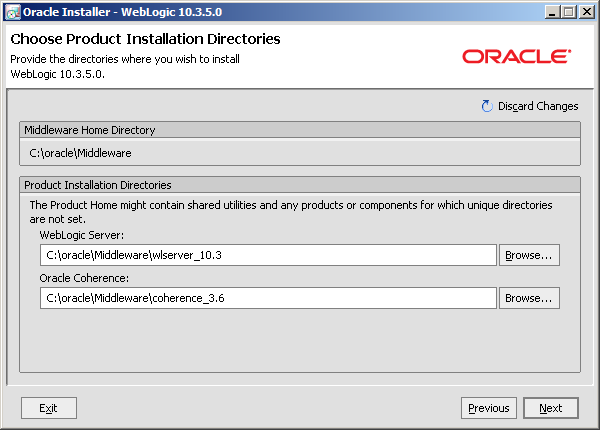 Oracle Installer - WebLogic 10.3.5.0
Choose Product Installation Directories
Provide the directories where you wish to install
WebLogic 10.3.5.0.
ORACLE
Discard Changes
Middleware Home Directory
C:\oracle\Middleware
Product Installation Directories
The Product Home might contain shared utilities and any products or components for which unique directories
are not set.
WebLogic Server:
C:\oracle\Middleware\wlserver_10.3
Browse...
Oracle Coherence:
C:\oracle\Middleware\coherence_3.6
Browse...
Exit
Previous
Next